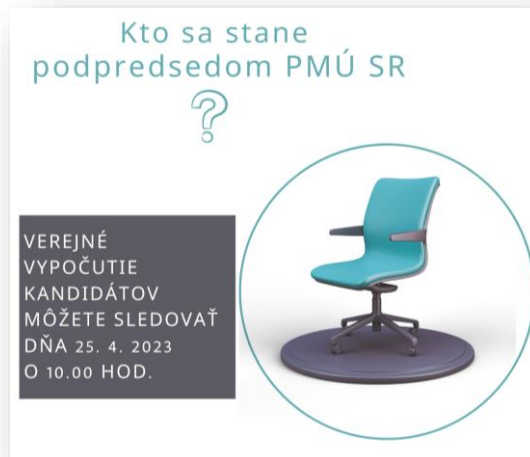 Kto sa stane
podpredsedom PMÚ SR
?
VEREJNÉ
VYPOČUTIE
KANDIDÁTOV
MÔŽETE SLEDOVAŤ
DŇA 25. 4. 2023
O 10.00 HOD.